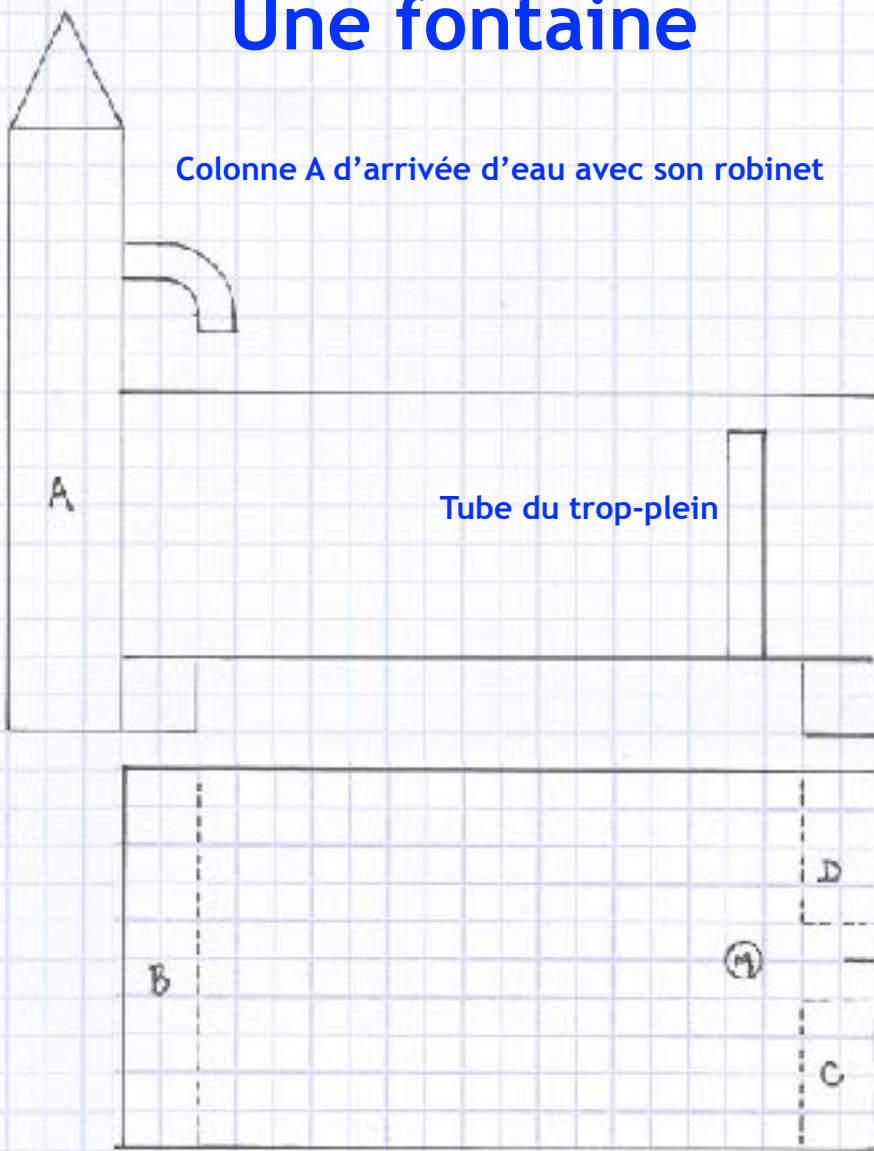 Une fontaine
Colonne A d’arrivée d’eau avec son robinet
A
Tube du trop-plein
D
M
B
C